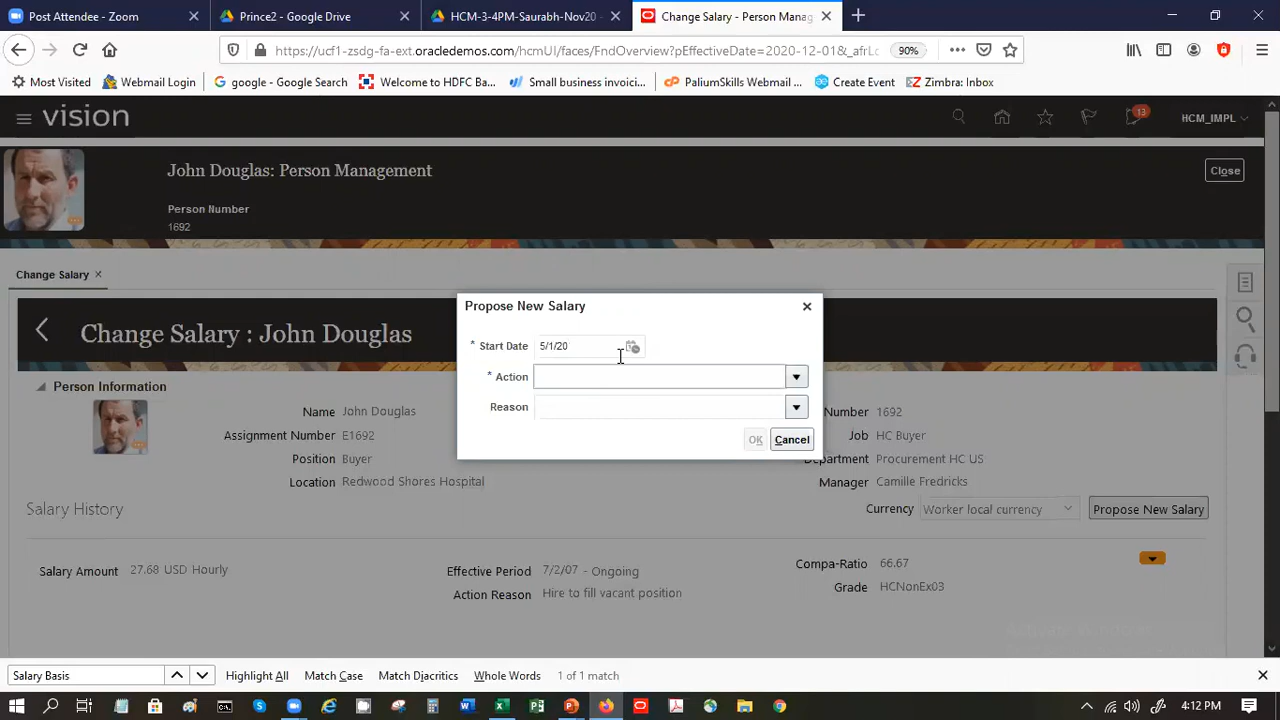 Post Attendee - Zoom
Prince2 - Google Drive
HCM-3-4PM-Saurabh-Nov20 -
Change Salary - Person Manag
https://ucf1-zsdg-fa-ext.oracledemos.com/hcmUI/faces/FndOverview?pEffectiveDate=2020-12-01&_afrLo
90%
Most Visited
Webmail Login
google - Google Search
Welcome to HDFC Ba...
Small business invoici...
PaliumSkills Webmail ...
Create Event
Zimbra: Inbox
vision
13
HCM_IMPL
John Douglas: Person Management
Close
Person Number
1692
Change Salary
Propose New Salary
* Start Date 5/1/20
* Action
Reason
OK
Cancel
Change Salary : John Douglas
Person Information
Name John Douglas
Number 1692
Assignment Number E1692
Job HC Buyer
Position Buyer
Department Procurement HC US
Location Redwood Shores Hospital
Manager Camille Fredricks
Salary History
Currency Worker local currency
Propose New Salary
Salary Amount 27.68 USD Hourly
Effective Period 7/2/07 - Ongoing
Compa-Ratio 66.67
Action Reason Hire to fill vacant position
Grade HCNonEx03
Salary Basis
Highlight All
Match Case
Match Diacritics
Whole Words
1 of 1 match
4:12 PM